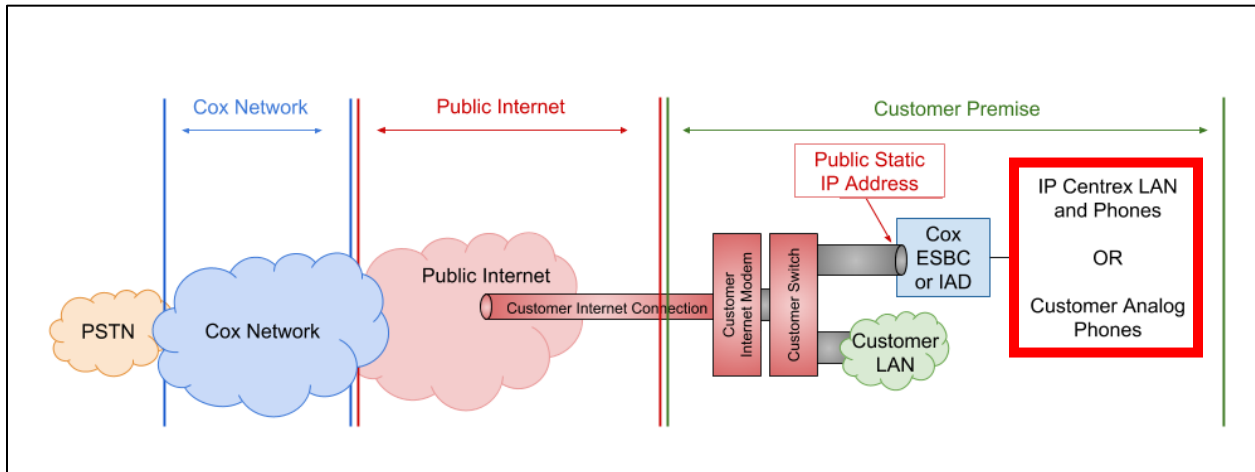 Cox Network
Public Internet
Customer Premise
Public Static
IP Address
IP Centrex LAN
and Phones
OR
Customer Analog
Phones
Cox
ESBC
or IAD
Public Internet
PSTN
Cox Network
Customer Internet Connection
Customer
Internet Modem
Customer Switch
Customer
LAN